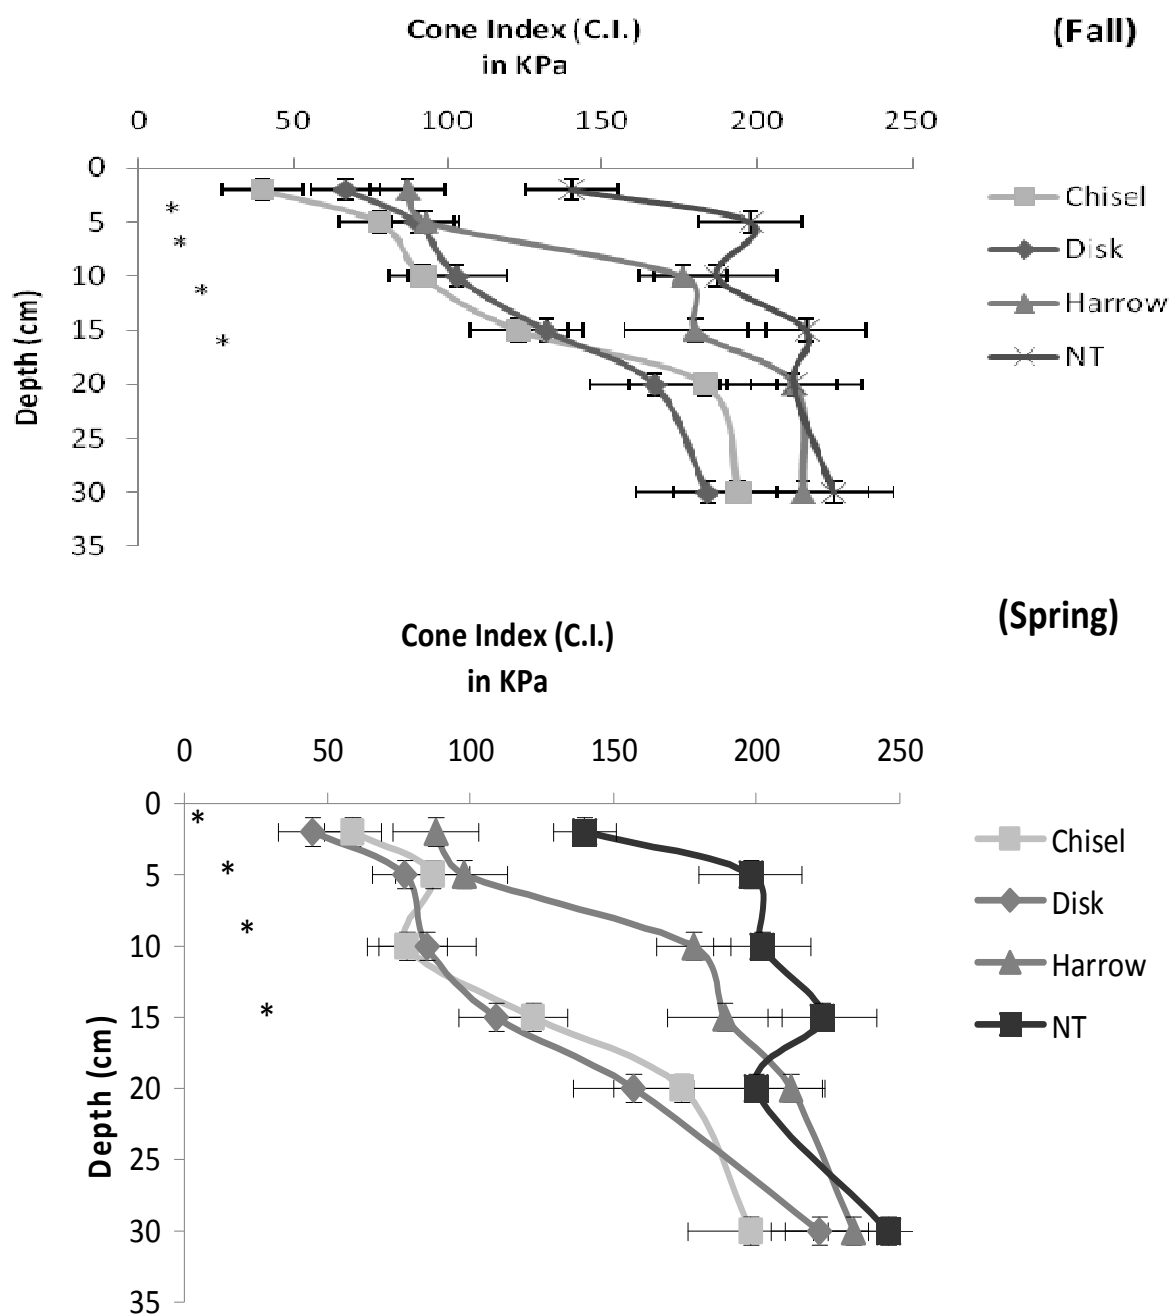 Cone Index (C.I.)
in KPa
(Fall)
0 50 100 150 200 250
0
5
10
15
20
25
30
35
Depth (cm)
*
*
*
*
Chisel
Disk
Harrow
NT
(Spring)
Cone Index (C.I.)
in KPa
0 50 100 150 200 250
0
5
10
15
20
25
30
35
Depth (cm)
*
*
*
*
Chisel
Disk
Harrow
NT